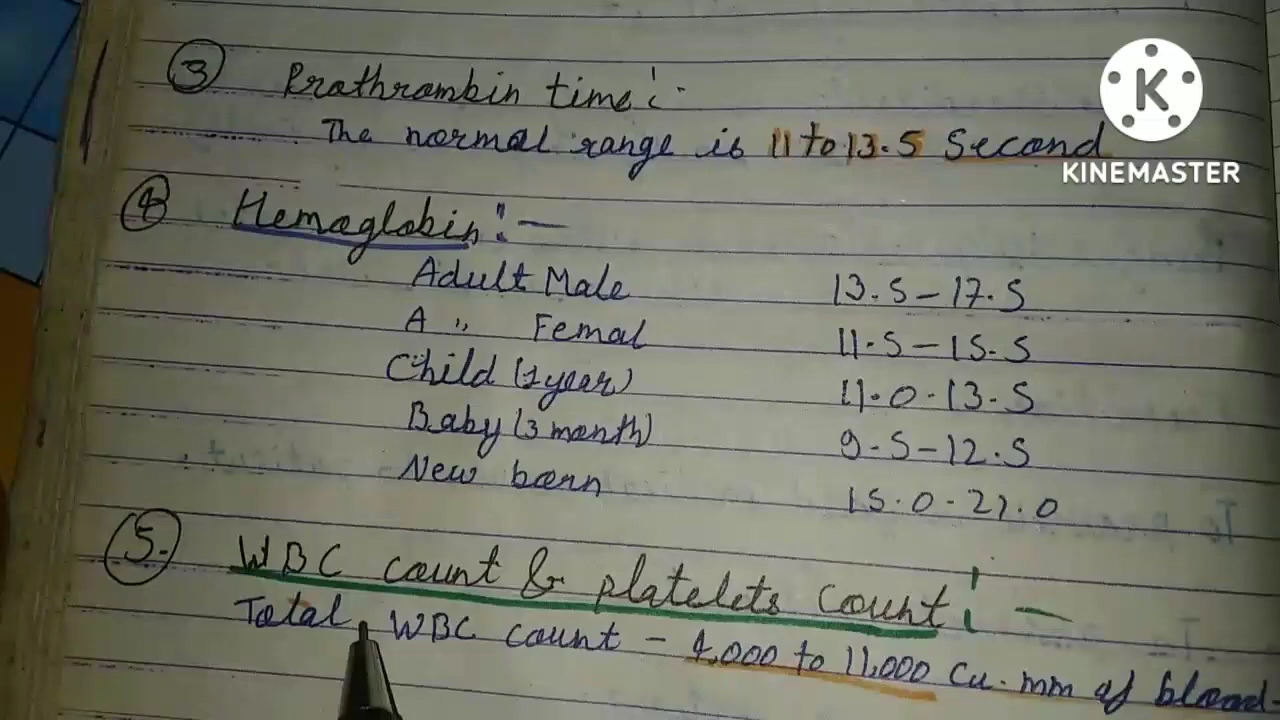 ③ Prothrombin time:-
The normal range is 11 to 13.5 Second
K
KINEMASTER
④ Hemoglobin:-
Adult Male 13.5-17.5
A " Femal 11.5-15.5
Child (1 year) 11.0-13.5
Baby (3 month) 9.5-12.5
New born 15.0-21.0
⑤. WBC count & platelets count:-
Total WBC count - 4,000 to 11,000 Cu. mm of blood.